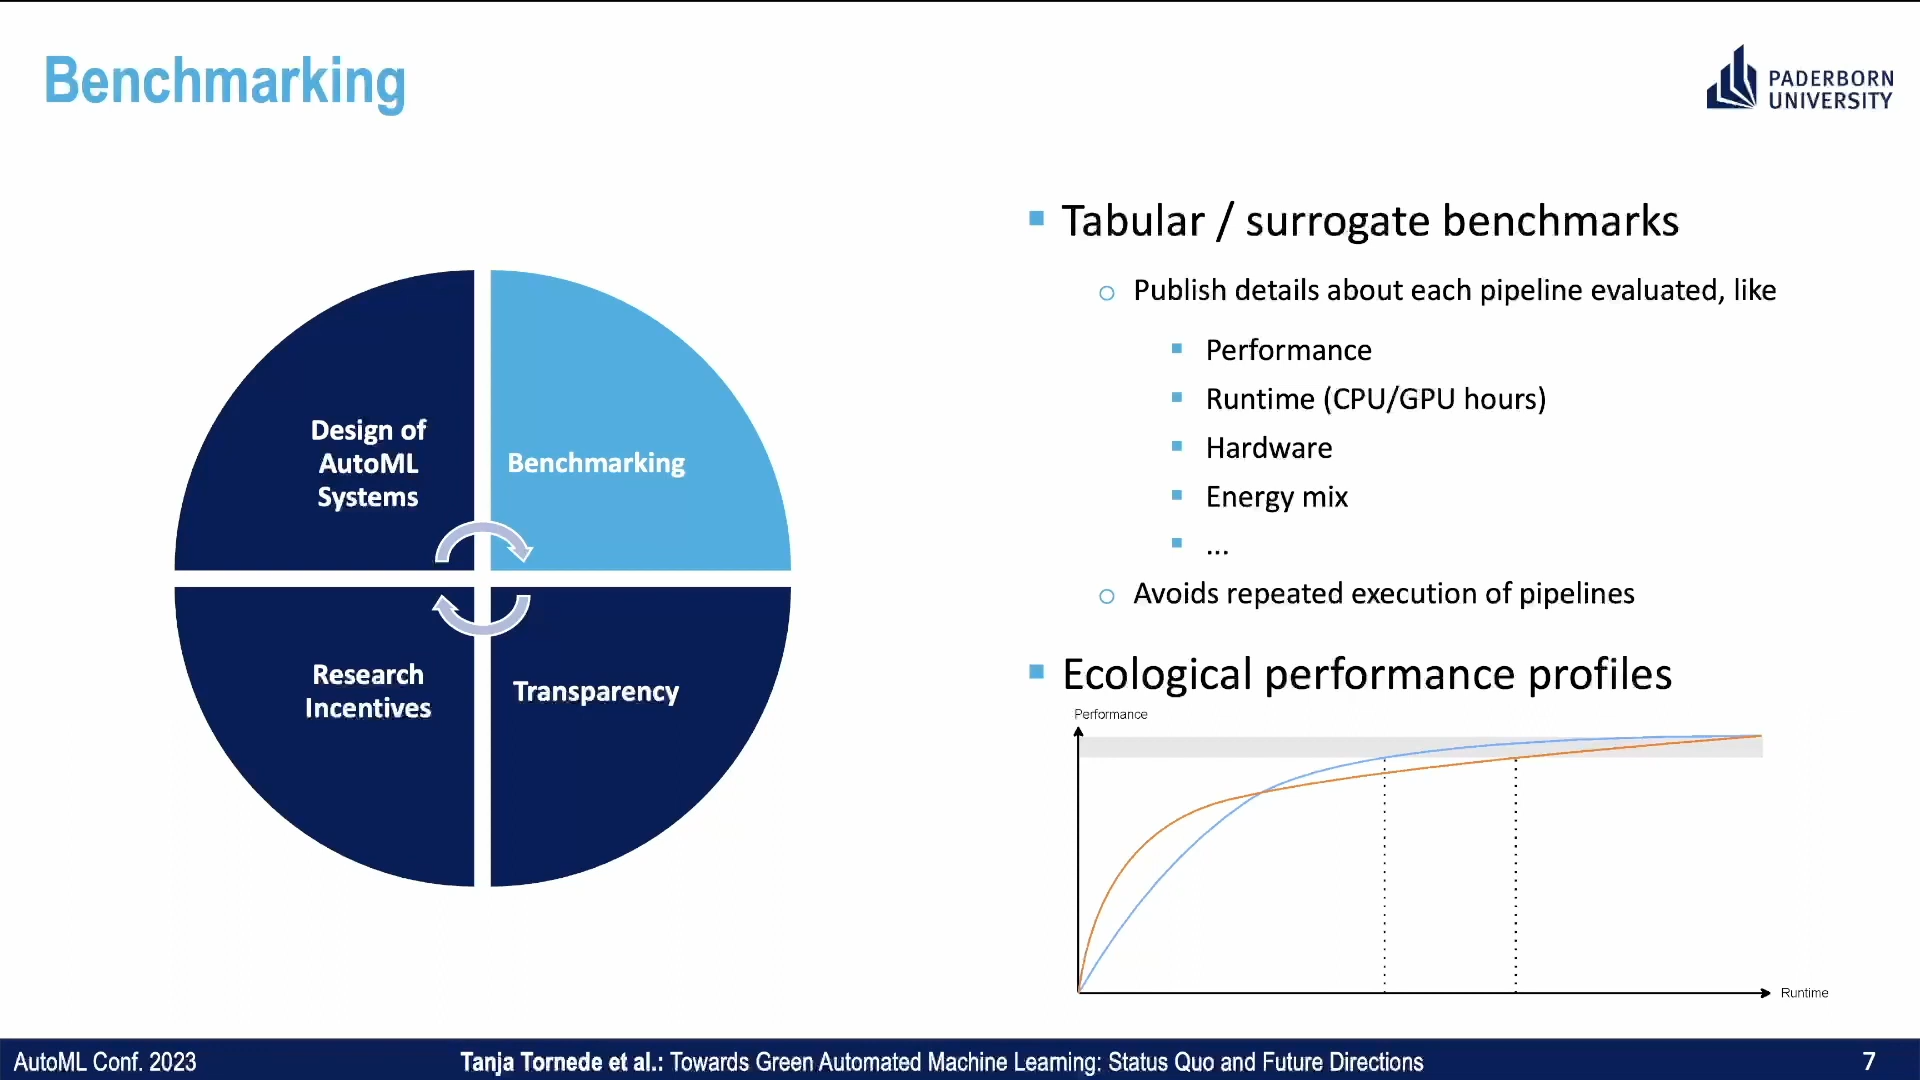 Benchmarking
PADERBORN
UNIVERSITY
Design of
AutoML
Systems
Benchmarking
Research
Incentives
Transparency
Tabular / surrogate benchmarks
Publish details about each pipeline evaluated, like
Performance
Runtime (CPU/GPU hours)
Hardware
Energy mix
...
Avoids repeated execution of pipelines
Ecological performance profiles
Performance
Runtime
AutoML Conf. 2023
Tanja Tornede et al.: Towards Green Automated Machine Learning: Status Quo and Future Directions
7